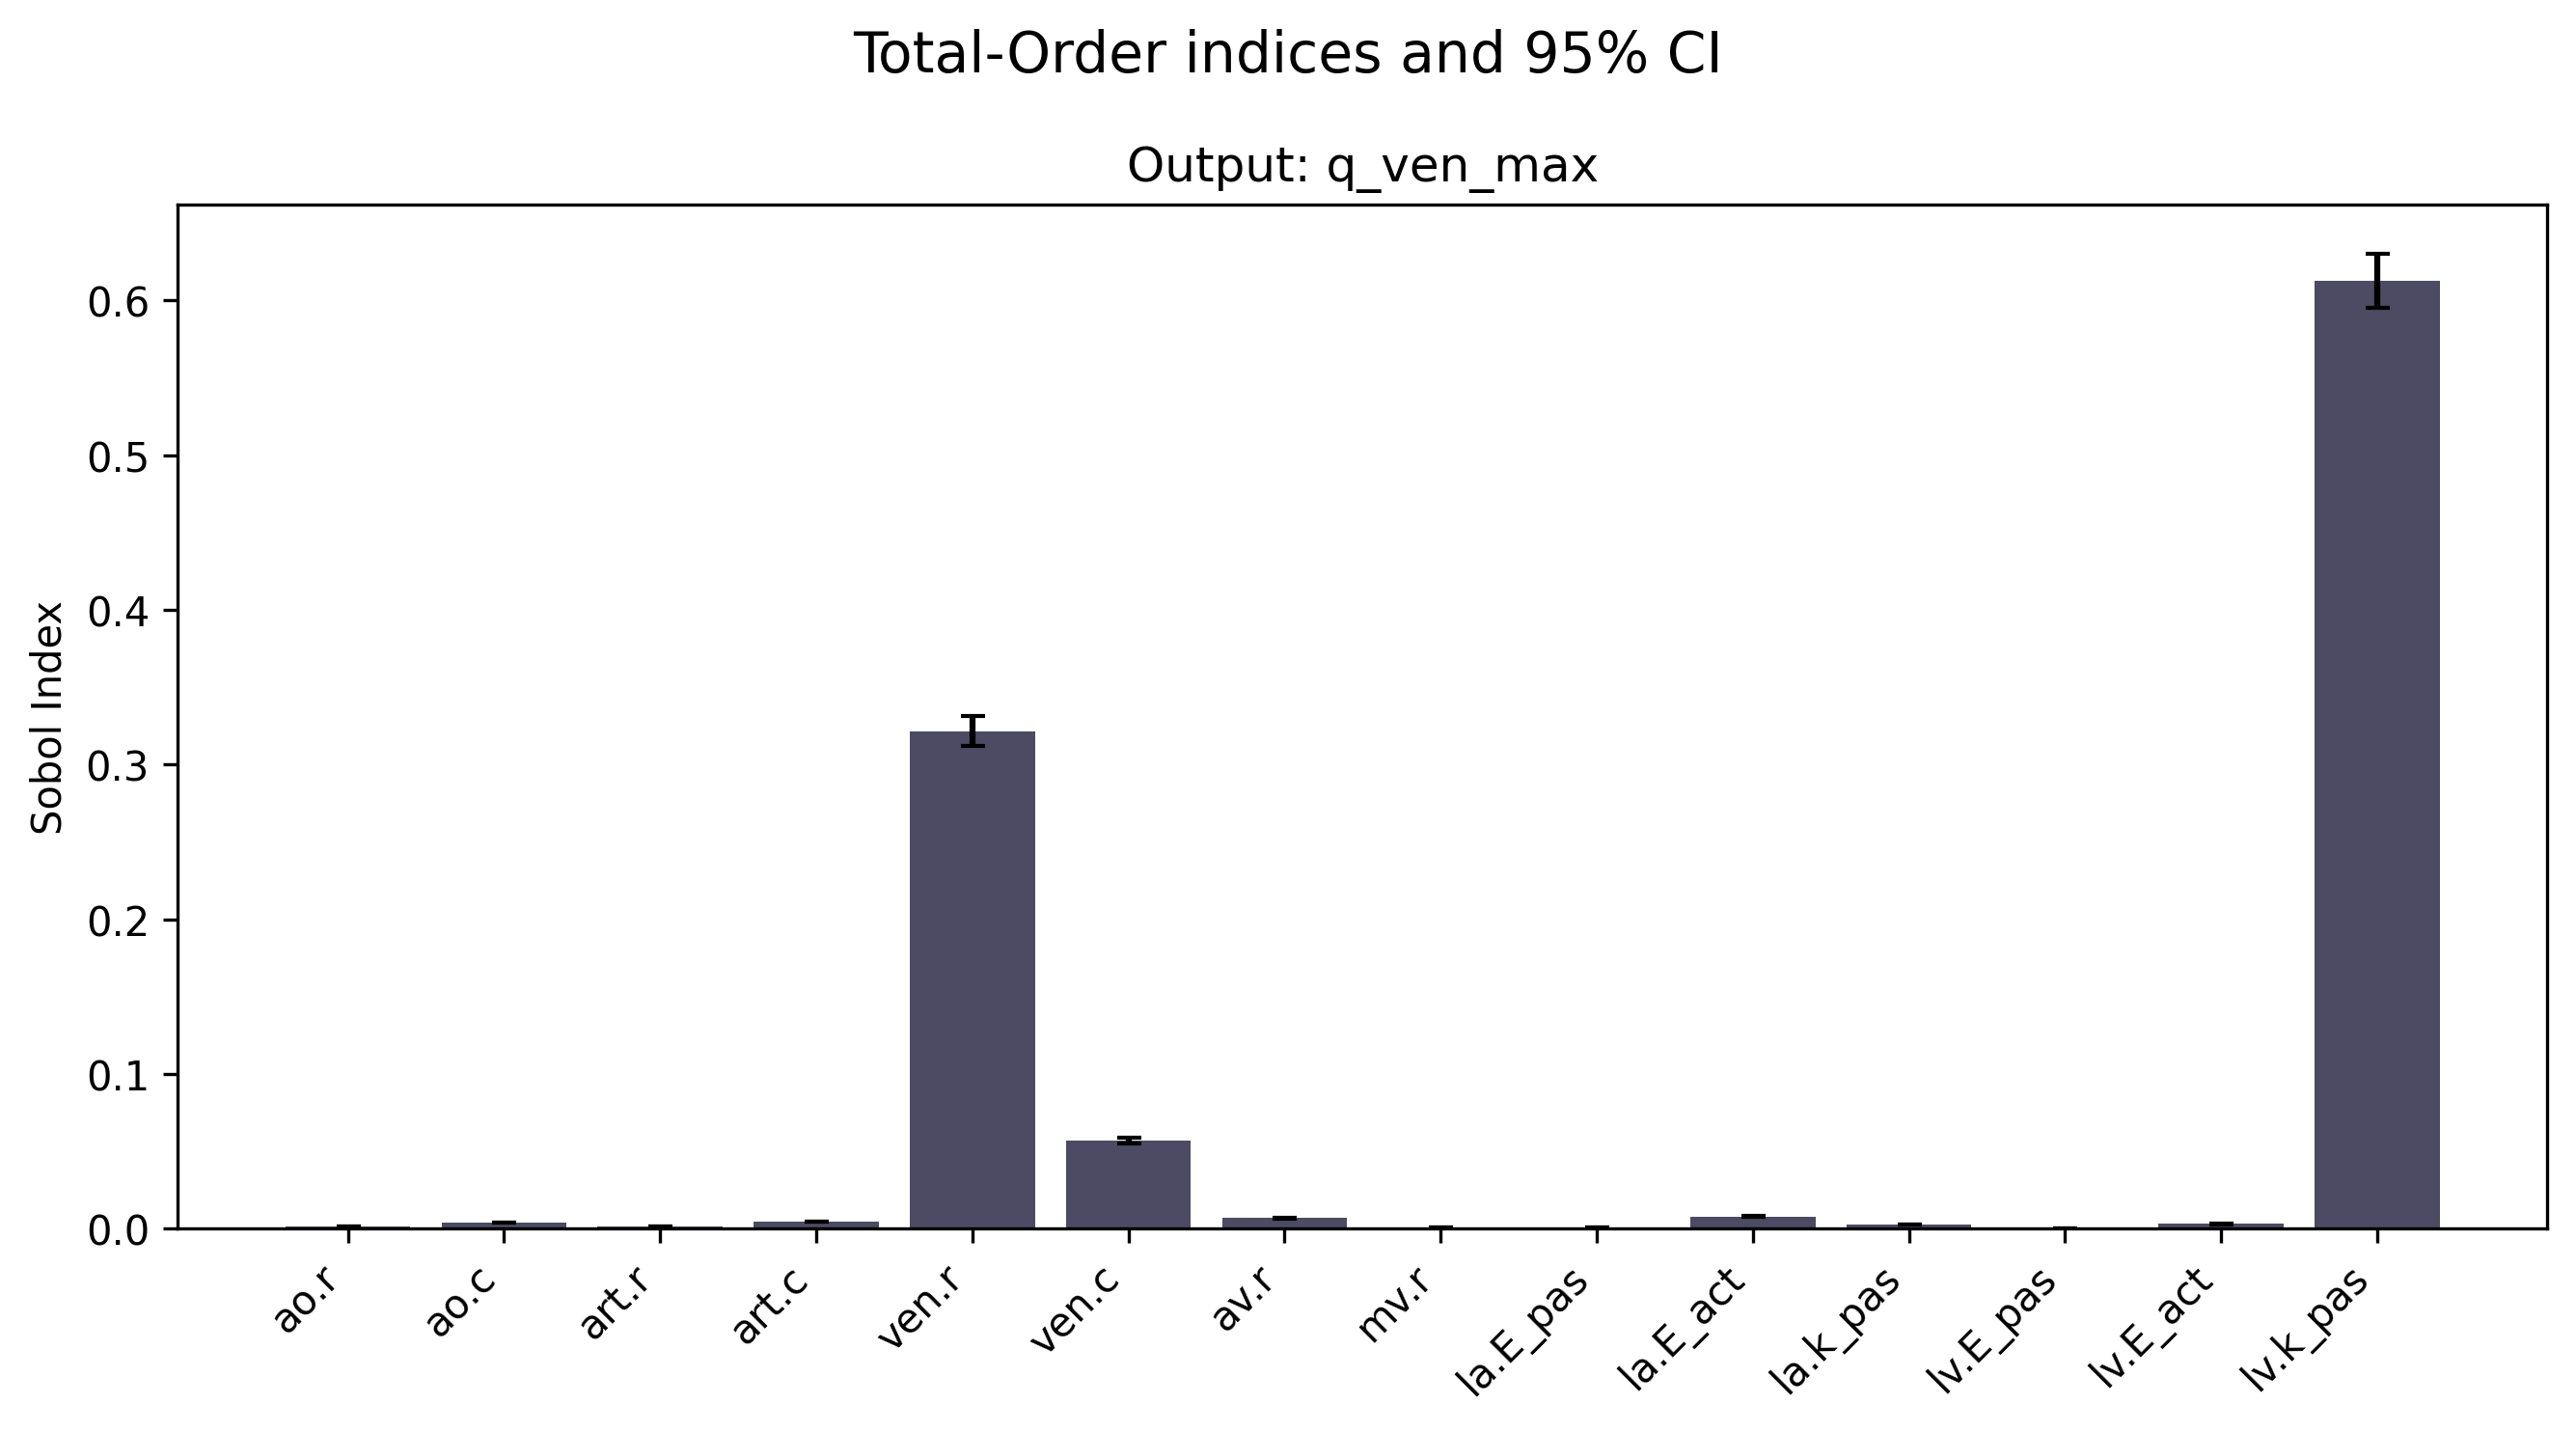 Total-Order indices and 95% CI
Output: q_ven_max
Sobol Index
0.6
0.5
0.4
0.3
0.2
0.1
0.0
ao.r
ao.c
art.r
art.c
ven.r
ven.c
av.r
mv.r
la.E_pas
la.E_act
la.k_pas
lv.E_pas
lv.E_act
lv.k_pas